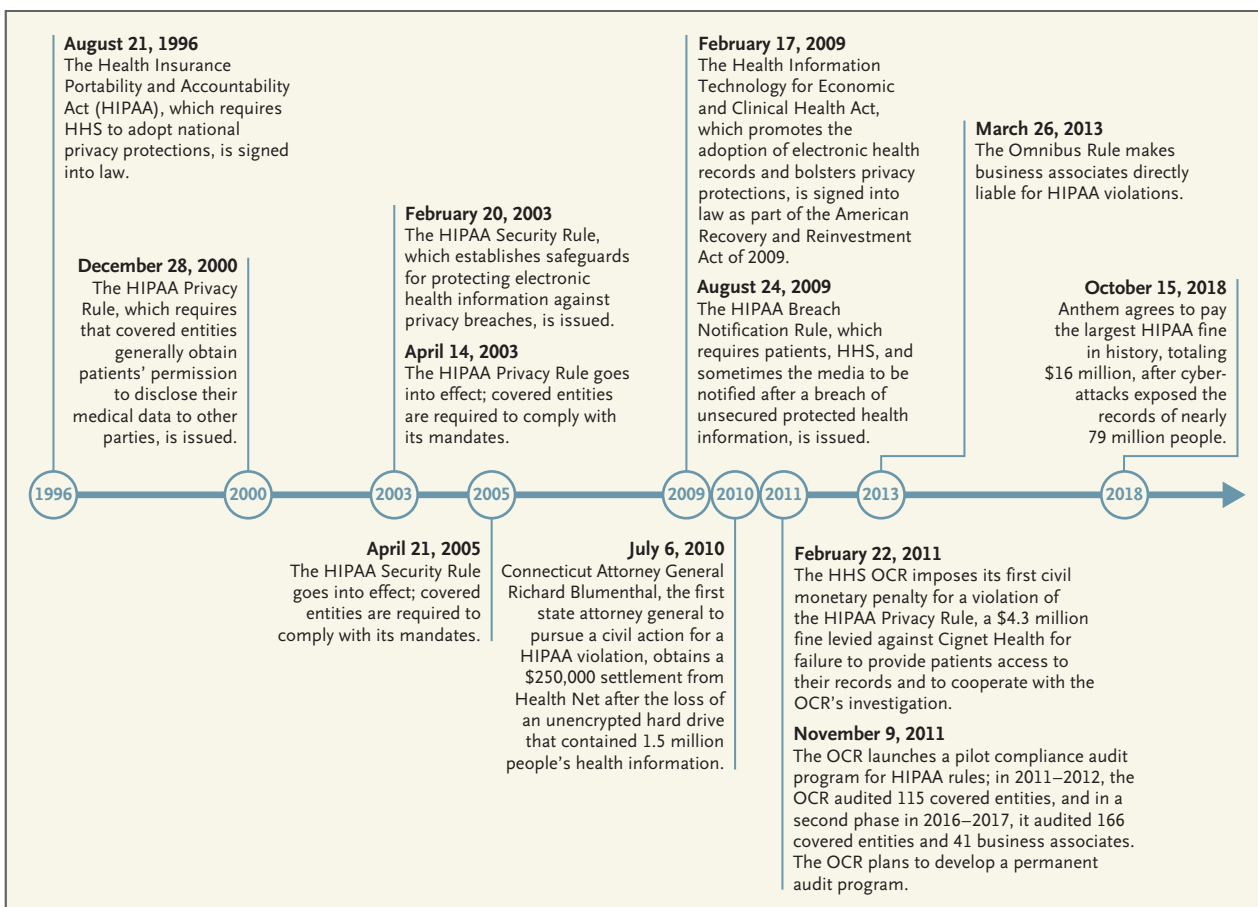 August 21, 1996
The Health Insurance
Portability and Accountability
Act (HIPAA), which requires
HHS to adopt national
privacy protections, is signed
into law.
December 28, 2000
The HIPAA Privacy
Rule, which requires
that covered entities
generally obtain
patients’ permission
to disclose their
medical data to other
parties, is issued.
February 20, 2003
The HIPAA Security Rule,
which establishes safeguards
for protecting electronic
health information against
privacy breaches, is issued.
April 14, 2003
The HIPAA Privacy Rule goes
into effect; covered entities
are required to comply with
its mandates.
February 17, 2009
The Health Information
Technology for Economic
and Clinical Health Act,
which promotes the
adoption of electronic health
records and bolsters privacy
protections, is signed into
law as part of the American
Recovery and Reinvestment
Act of 2009.
August 24, 2009
The HIPAA Breach
Notification Rule, which
requires patients, HHS, and
sometimes the media to be
notified after a breach of
unsecured protected health
information, is issued.
March 26, 2013
The Omnibus Rule makes
business associates directly
liable for HIPAA violations.
October 15, 2018
Anthem agrees to pay
the largest HIPAA fine
in history, totaling
$16 million, after cyber-
attacks exposed the
records of nearly
79 million people.
1996
2000
2003
2005
2009
2010
2011
2013
2018
April 21, 2005
The HIPAA Security Rule
goes into effect; covered
entities are required to
comply with its mandates.
July 6, 2010
Connecticut Attorney General
Richard Blumenthal, the first
state attorney general to
pursue a civil action for a
HIPAA violation, obtains a
$250,000 settlement from
Health Net after the loss of
an unencrypted hard drive
that contained 1.5 million
people’s health information.
February 22, 2011
The HHS OCR imposes its first civil
monetary penalty for a violation of
the HIPAA Privacy Rule, a $4.3 million
fine levied against Cignet Health for
failure to provide patients access to
their records and to cooperate with the
OCR’s investigation.
November 9, 2011
The OCR launches a pilot compliance audit
program for HIPAA rules; in 2011–2012, the
OCR audited 115 covered entities, and in a
second phase in 2016–2017, it audited 166
covered entities and 41 business associates.
The OCR plans to develop a permanent
audit program.